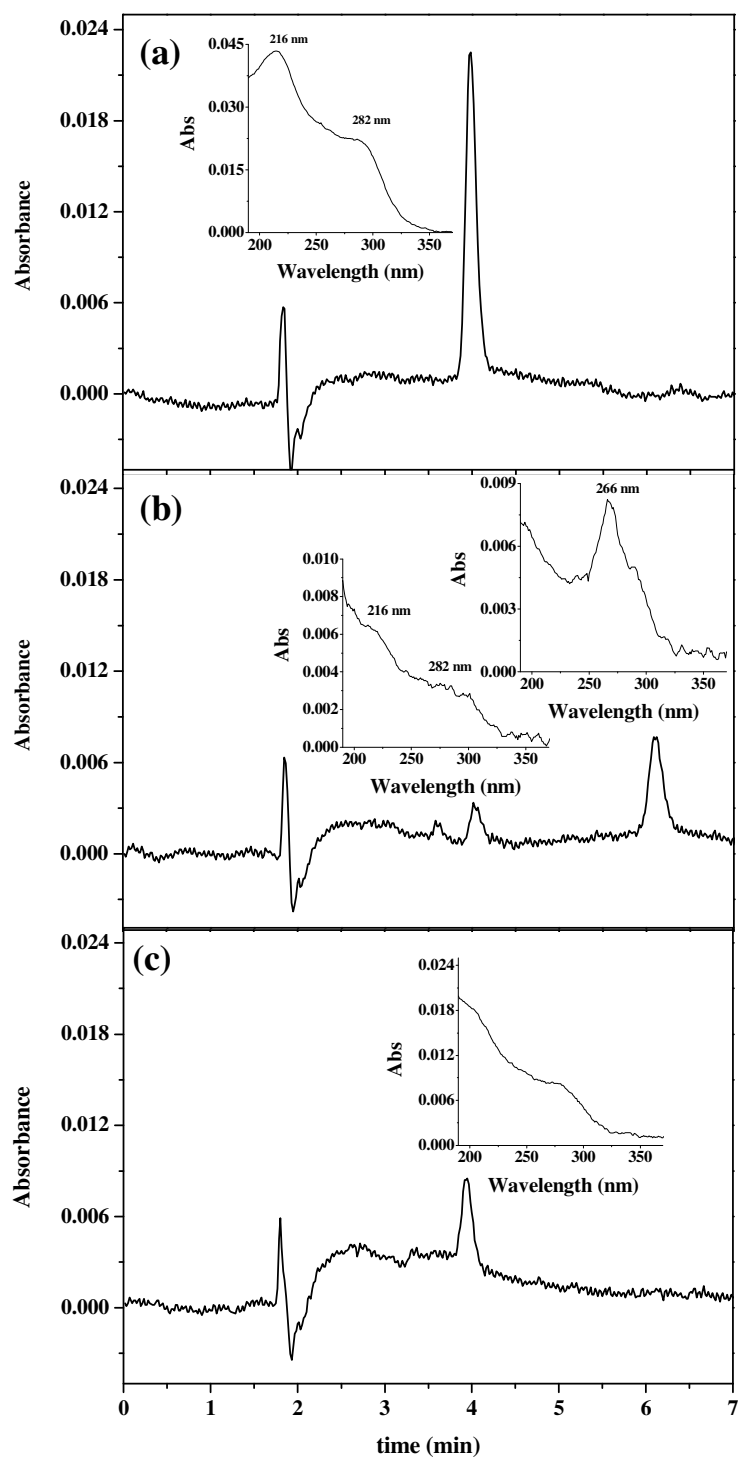 (a)
0.024
0.018
0.012
0.006
0.000
Absorbance
0.045
0.030
0.015
0.000
Abs
216 nm
282 nm
200 250 300 350
Wavelength (nm)
(b)
0.024
0.018
0.012
0.006
0.000
Absorbance
0.010
0.008
0.006
0.004
0.002
0.000
Abs
216 nm
282 nm
200 250 300 350
Wavelength (nm)
0.009
0.006
0.003
0.000
Abs
266 nm
200 250 300 350
Wavelength (nm)
(c)
0.024
0.018
0.012
0.006
0.000
Absorbance
0.024
0.018
0.012
0.006
0.000
Abs
200 250 300 350
Wavelength (nm)
0 1 2 3 4 5 6 7
time (min)